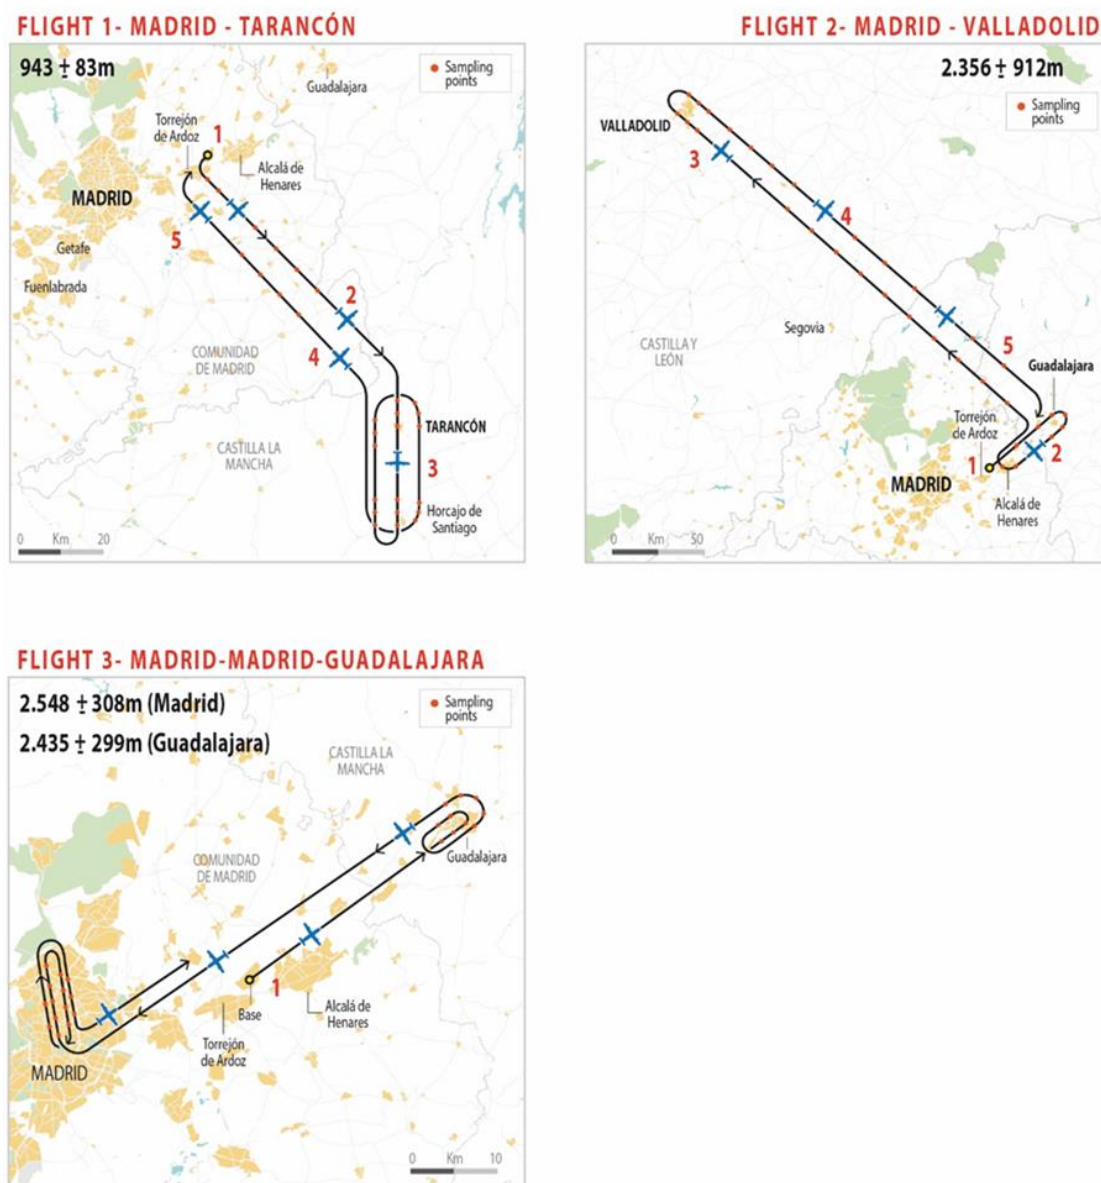 FLIGHT 1- MADRID - TARANCÓN
943 ± 83m
Sampling
points
Guadalajara
Torrejón
de Ardoz
1
Alcalá de
Henares
MADRID
5
Getafe
Fuenlabrada
2
COMUNIDAD
DE MADRID
4
TARANCÓN
CASTILLA LA
MANCHA
3
Horcajo de
Santiago
0 Km 20
FLIGHT 2- MADRID - VALLADOLID
2.356 ± 912m
Sampling
points
VALLADOLID
3
4
Segovia
CASTILLA Y
LEÓN
5
Guadalajara
Torrejón
de Ardoz
2
1
MADRID
Alcalá de
Henares
0 Km 50
FLIGHT 3- MADRID-MADRID-GUADALAJARA
2.548 ± 308m (Madrid)
2.435 ± 299m (Guadalajara)
Sampling
points
CASTILLA LA
MANCHA
Guadalajara
COMUNIDAD
DE MADRID
1
Base
Alcalá de
Henares
Torrejón
de Ardoz
MADRID
0 Km 10